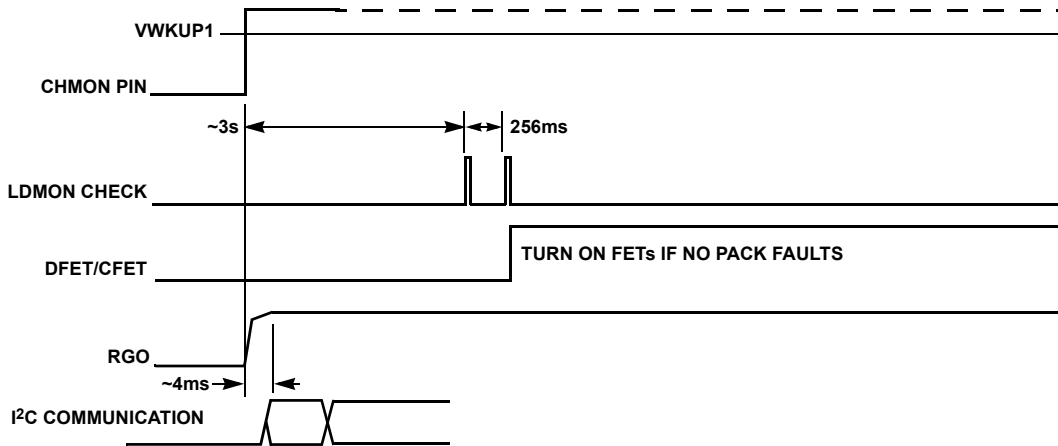 VWKUP1
CHMON PIN
~3s
256ms
LDMON CHECK
TURN ON FETs IF NO PACK FAULTS
DFET/CFET
RGO
~4ms
I²C COMMUNICATION